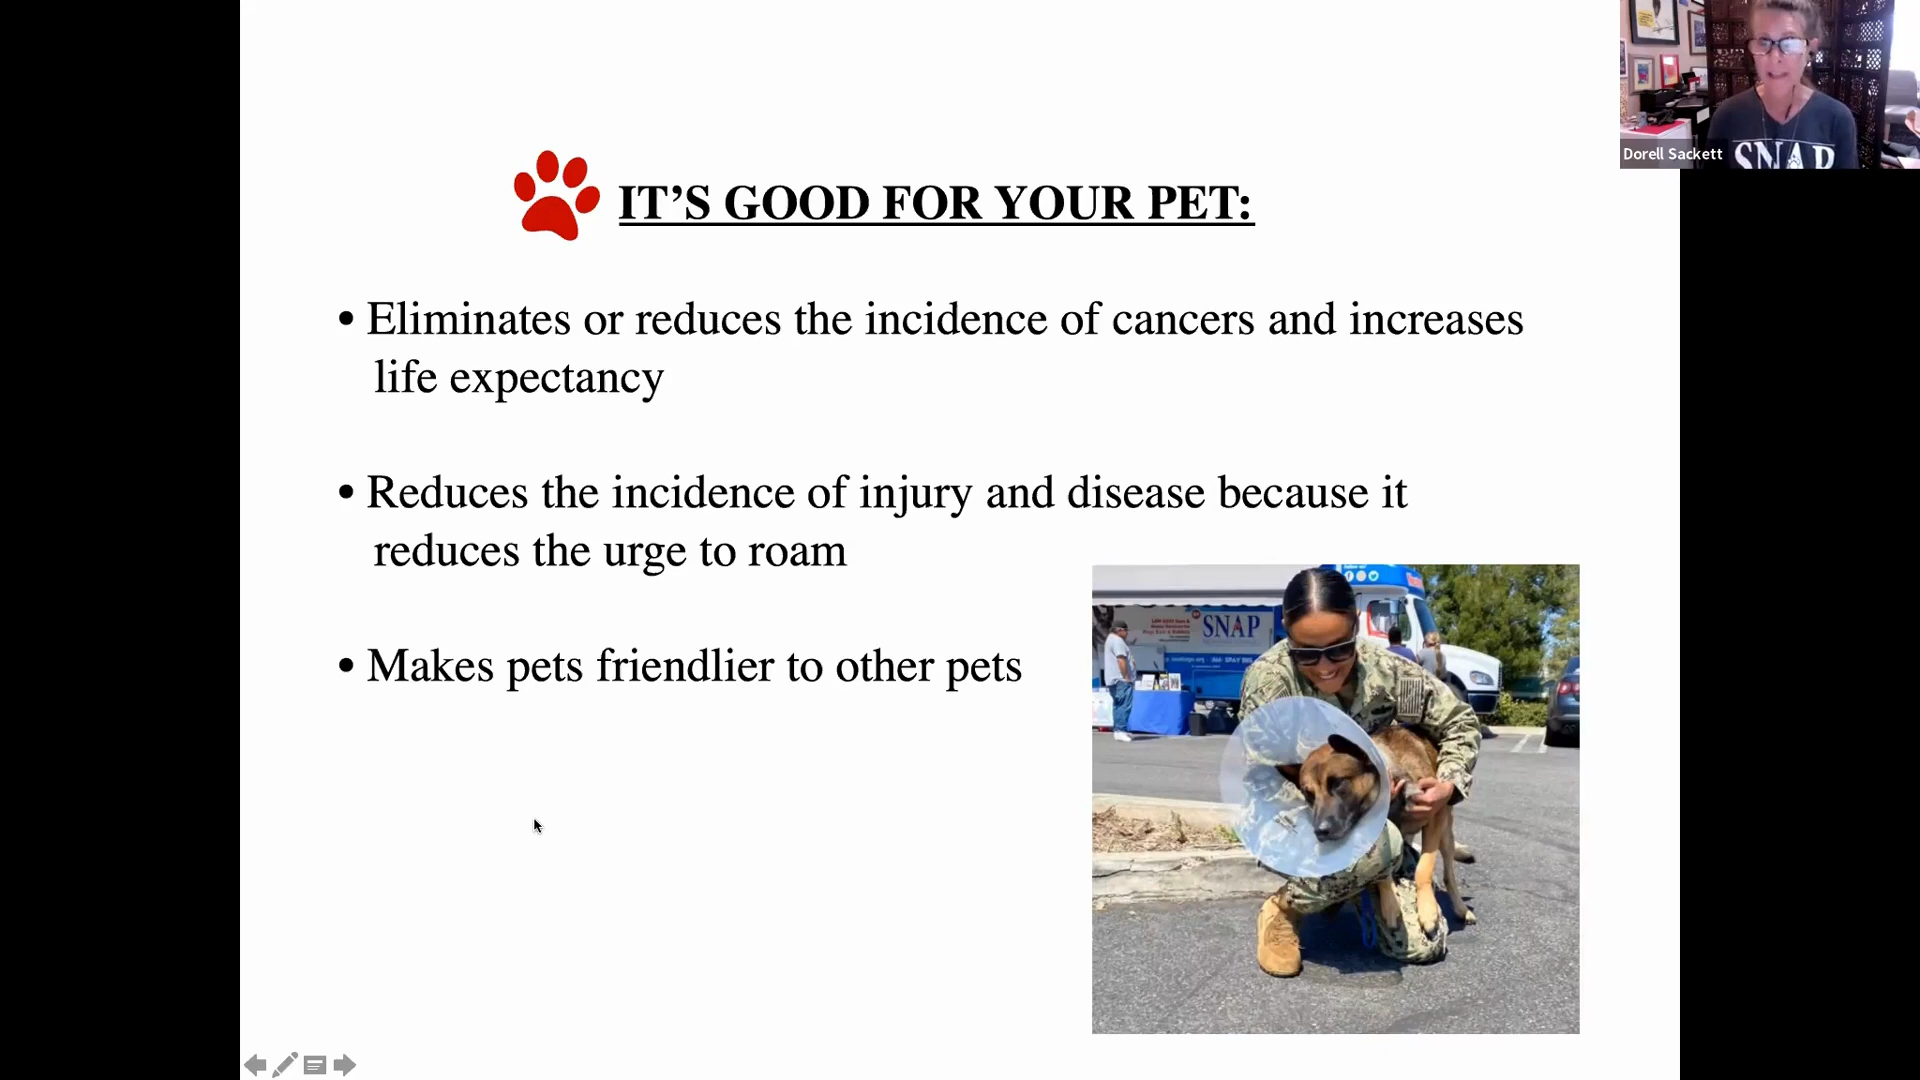 IT’S GOOD FOR YOUR PET:
• Eliminates or reduces the incidence of cancers and increases
life expectancy
• Reduces the incidence of injury and disease because it
reduces the urge to roam
• Makes pets friendlier to other pets
SNAP
Dorell Sackett
SNAP